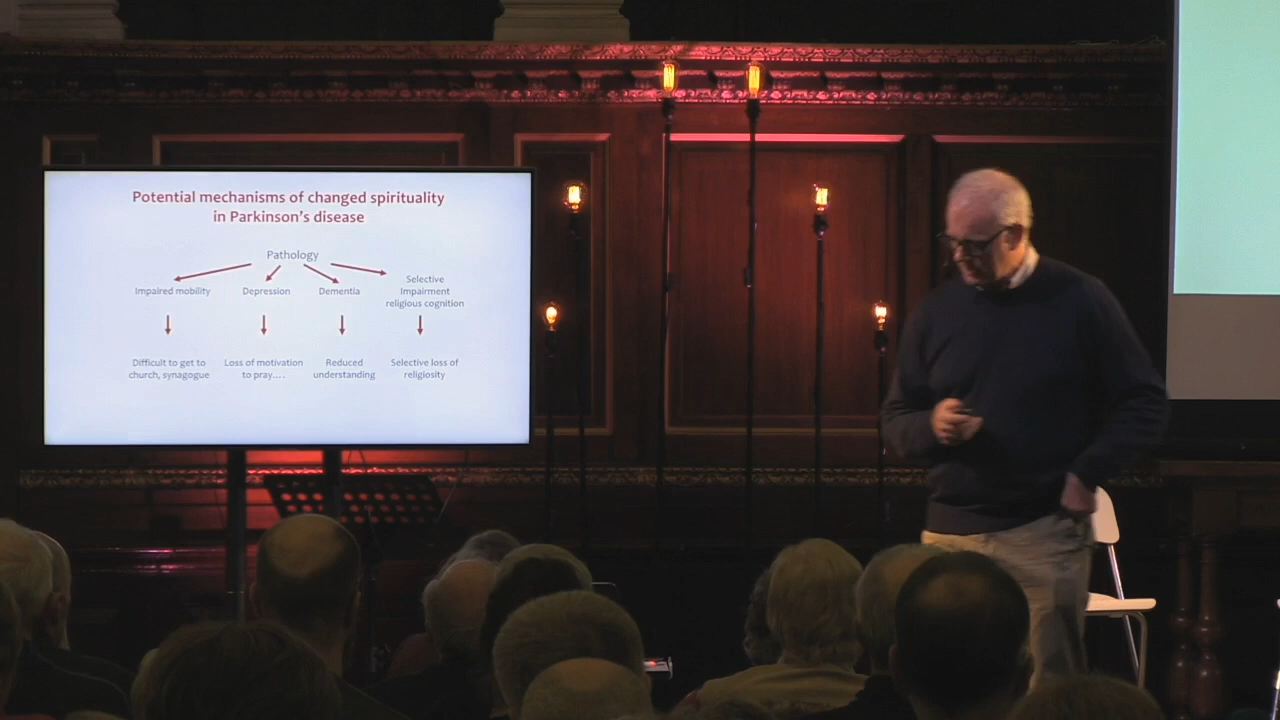 Potential mechanisms of changed spirituality
in Parkinson's disease
Pathology
Impaired mobility
Depression
Dementia
Selective
Impairment
religious cognition
Difficult to get to
church, synagogue
Loss of motivation
to pray....
Reduced
understanding
Selective loss of
religiosity